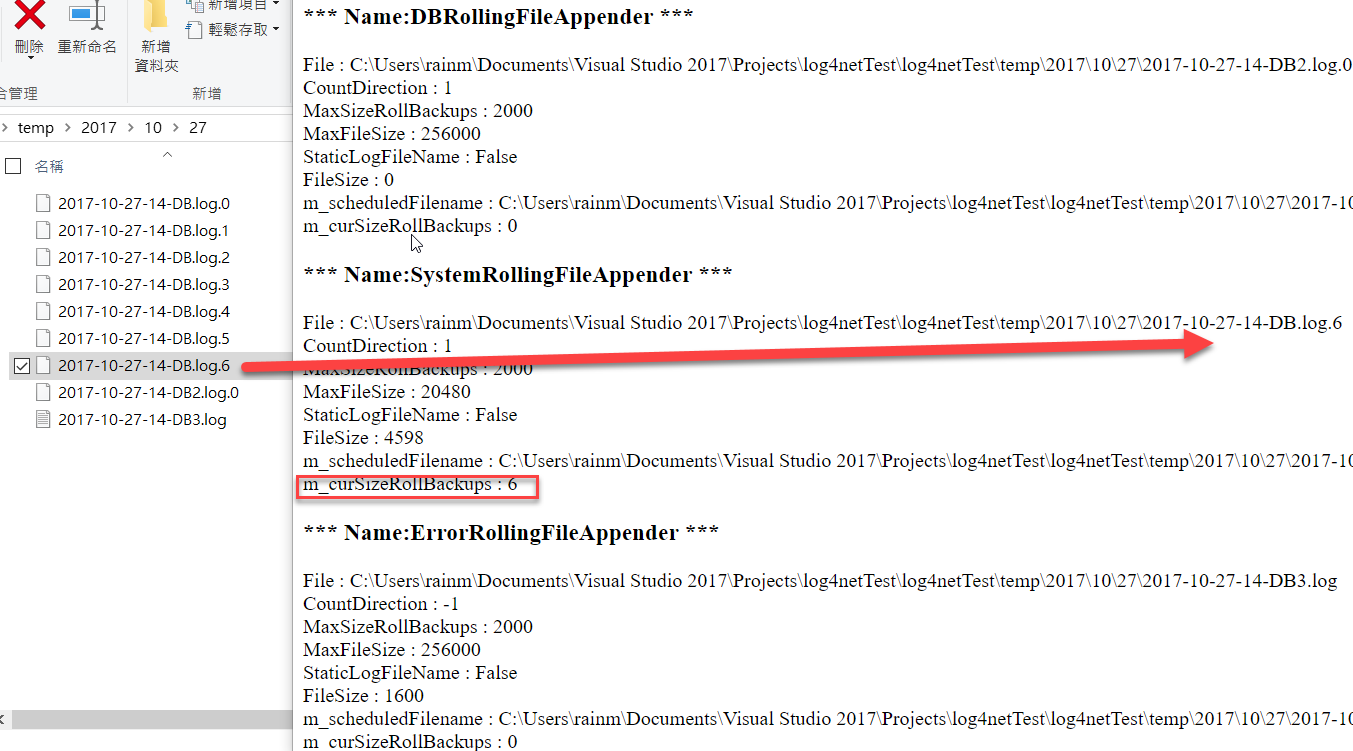 新增項目
刪除
重新命名
輕鬆存取
新增
資料夾
合管理
新增
temp
2017
10
27
名稱
2017-10-27-14-DB.log.0
2017-10-27-14-DB.log.1
2017-10-27-14-DB.log.2
2017-10-27-14-DB.log.3
2017-10-27-14-DB.log.4
2017-10-27-14-DB.log.5
2017-10-27-14-DB.log.6
2017-10-27-14-DB2.log.0
2017-10-27-14-DB3.log
*** Name:DBRollingFileAppender ***
File : C:\Users\rainm\Documents\Visual Studio 2017\Projects\log4netTest\log4netTest\temp\2017\10\27\2017-10-27-14-DB2.log.0
CountDirection : 1
MaxSizeRollBackups : 2000
MaxFileSize : 256000
StaticLogFileName : False
FileSize : 0
m_scheduledFilename : C:\Users\rainm\Documents\Visual Studio 2017\Projects\log4netTest\log4netTest\temp\2017\10\27\2017-10
m_curSizeRollBackups : 0
*** Name:SystemRollingFileAppender ***
File : C:\Users\rainm\Documents\Visual Studio 2017\Projects\log4netTest\log4netTest\temp\2017\10\27\2017-10-27-14-DB.log.6
CountDirection : 1
MaxSizeRollBackups : 2000
MaxFileSize : 20480
StaticLogFileName : False
FileSize : 4598
m_scheduledFilename : C:\Users\rainm\Documents\Visual Studio 2017\Projects\log4netTest\log4netTest\temp\2017\10\27\2017-10
m_curSizeRollBackups : 6
*** Name:ErrorRollingFileAppender ***
File : C:\Users\rainm\Documents\Visual Studio 2017\Projects\log4netTest\log4netTest\temp\2017\10\27\2017-10-27-14-DB3.log
CountDirection : -1
MaxSizeRollBackups : 2000
MaxFileSize : 256000
StaticLogFileName : False
FileSize : 1600
m_scheduledFilename : C:\Users\rainm\Documents\Visual Studio 2017\Projects\log4netTest\log4netTest\temp\2017\10\27\2017-10
m_curSizeRollBackups : 0